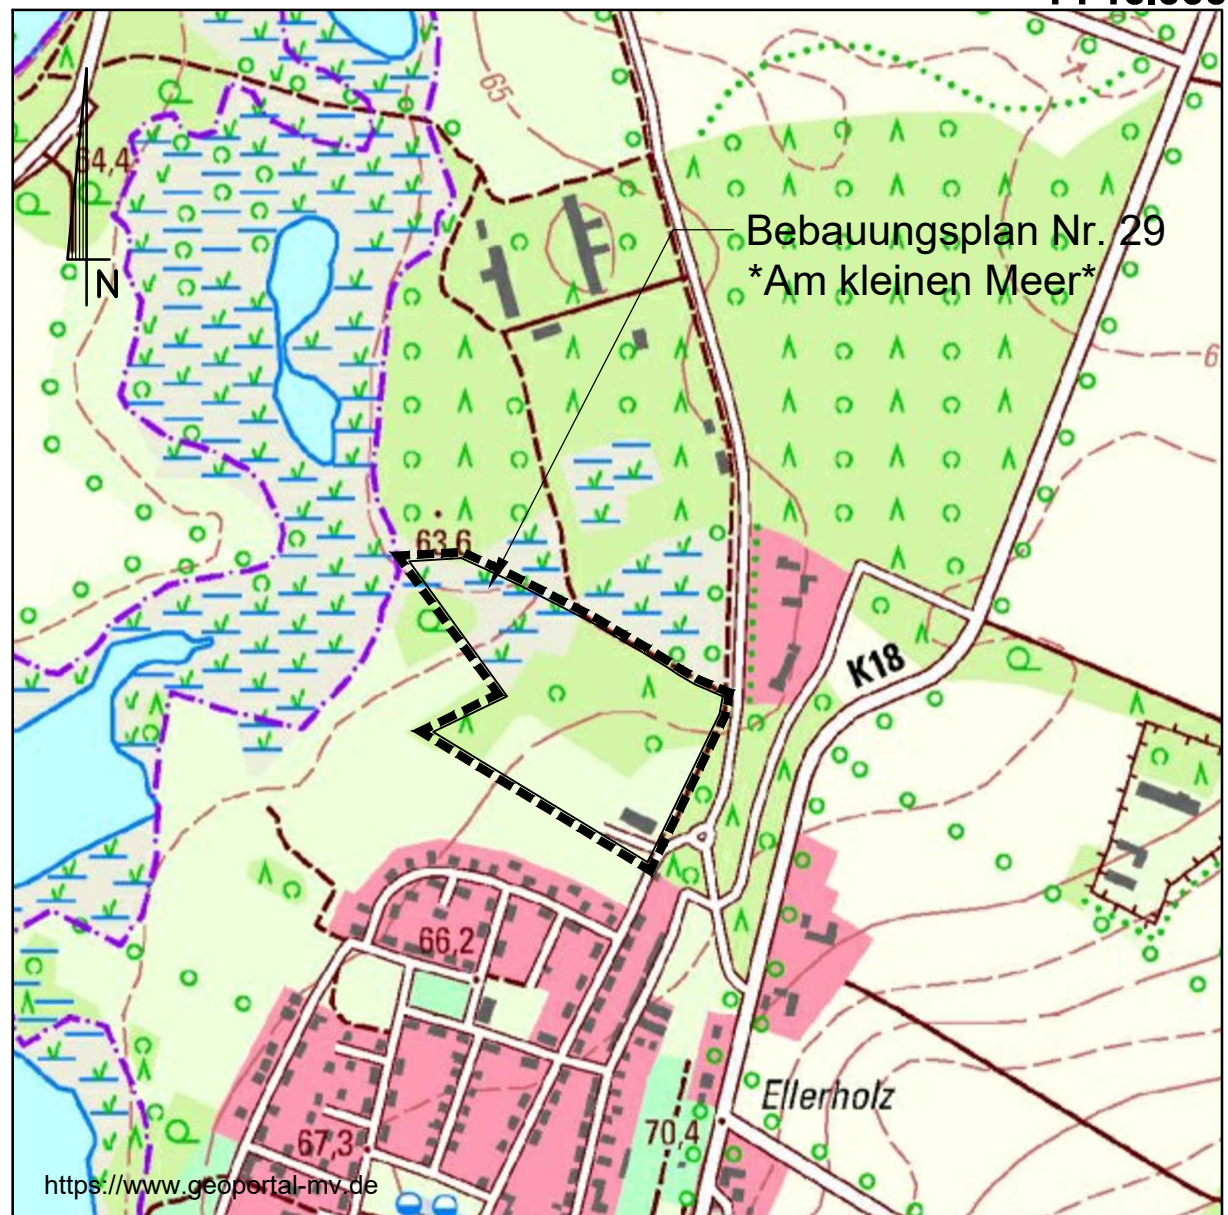 65
64,4
Bebauungsplan Nr. 29
*Am kleinen Meer*
N
63,6
K18
66,2
Ellerholz
67,3
70,4
https://www.geoportal-mv.de